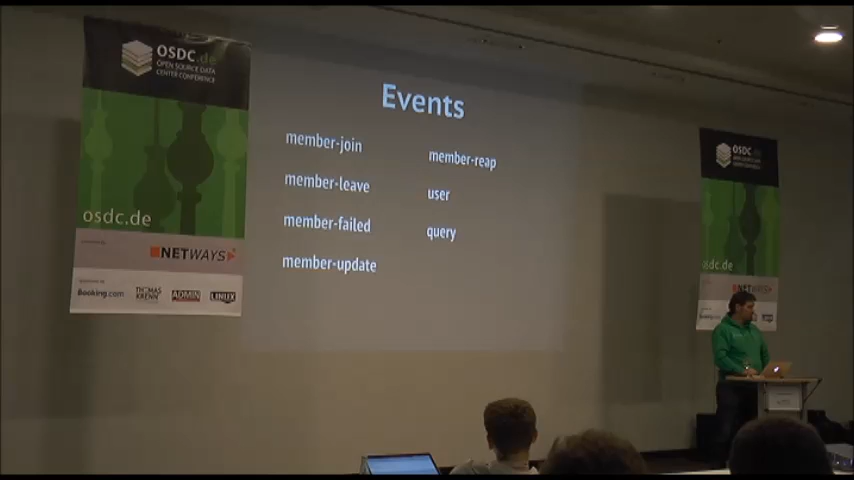 OSDC.de
OPEN SOURCE DATA
CENTER CONFERENCE
osdc.de
NETWAYS
Booking.com
THOMAS
KRENN
ADMIN
LINUX
Events
member-join
member-leave
member-failed
member-update
member-reap
user
query
OSDC.de
osdc.de
NETWAYS